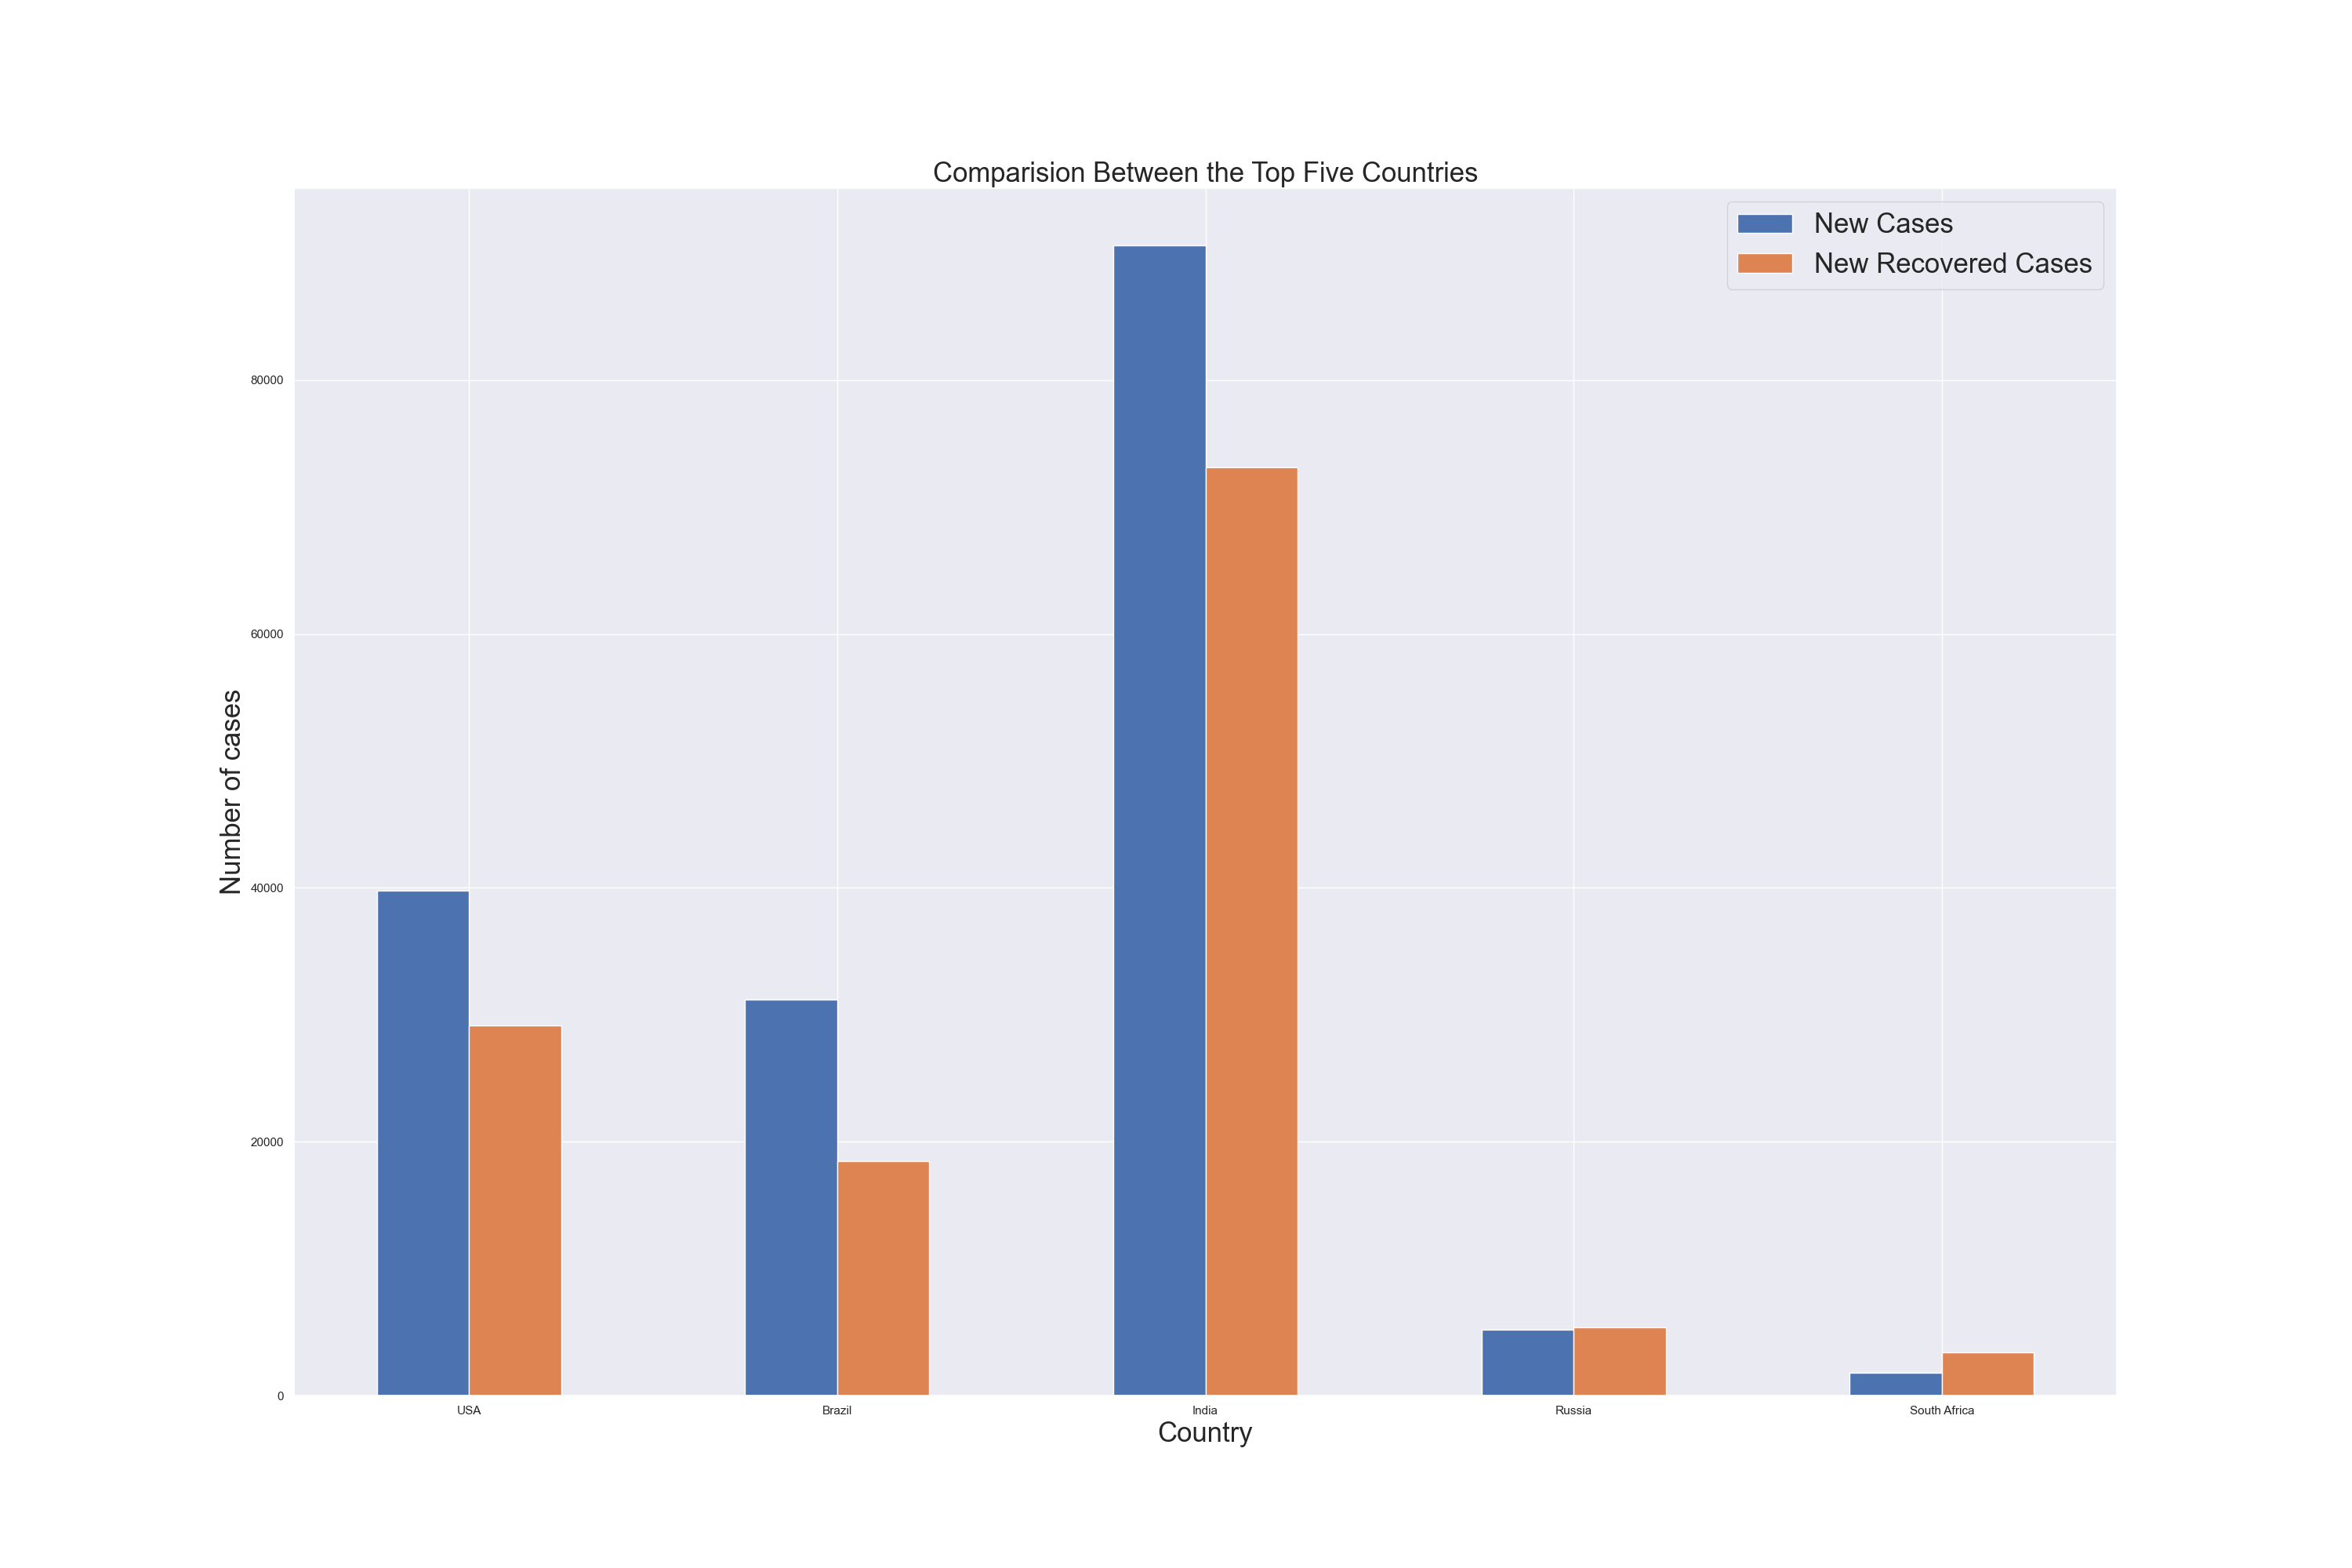 Comparision Between the Top Five Countries
New Cases
New Recovered Cases
Number of cases
80000
60000
40000
20000
0
USA
Brazil
India
Russia
South Africa
Country